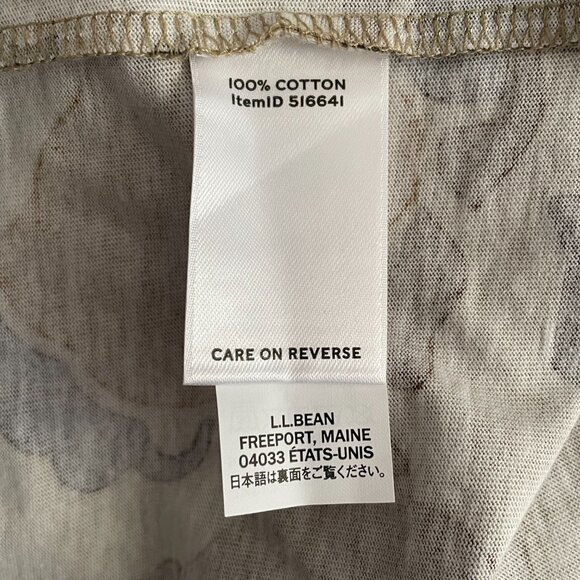 100% COTTON
ItemID 516641
CARE ON REVERSE
L.L.BEAN
FREEPORT, MAINE
04033 ÉTATS-UNIS
日本語は裏面をご覧ください。